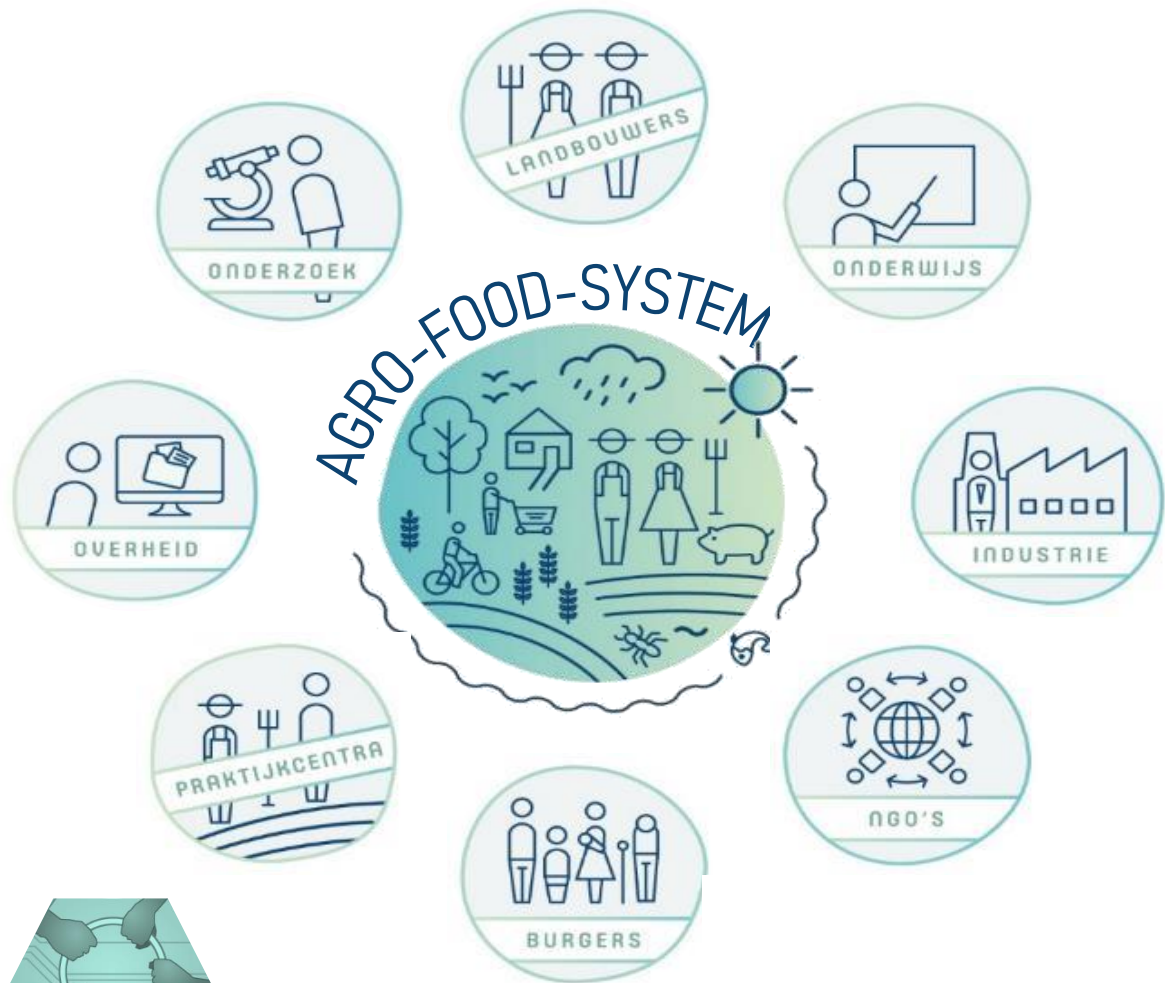 LANDBOUWERS
ONDERZOEK
ONDERWIJS
AGRO-FOOD-SYSTEM
OVERHEID
INDUSTRIE
PRAKTIJKCENTRA
NGO'S
BURGERS